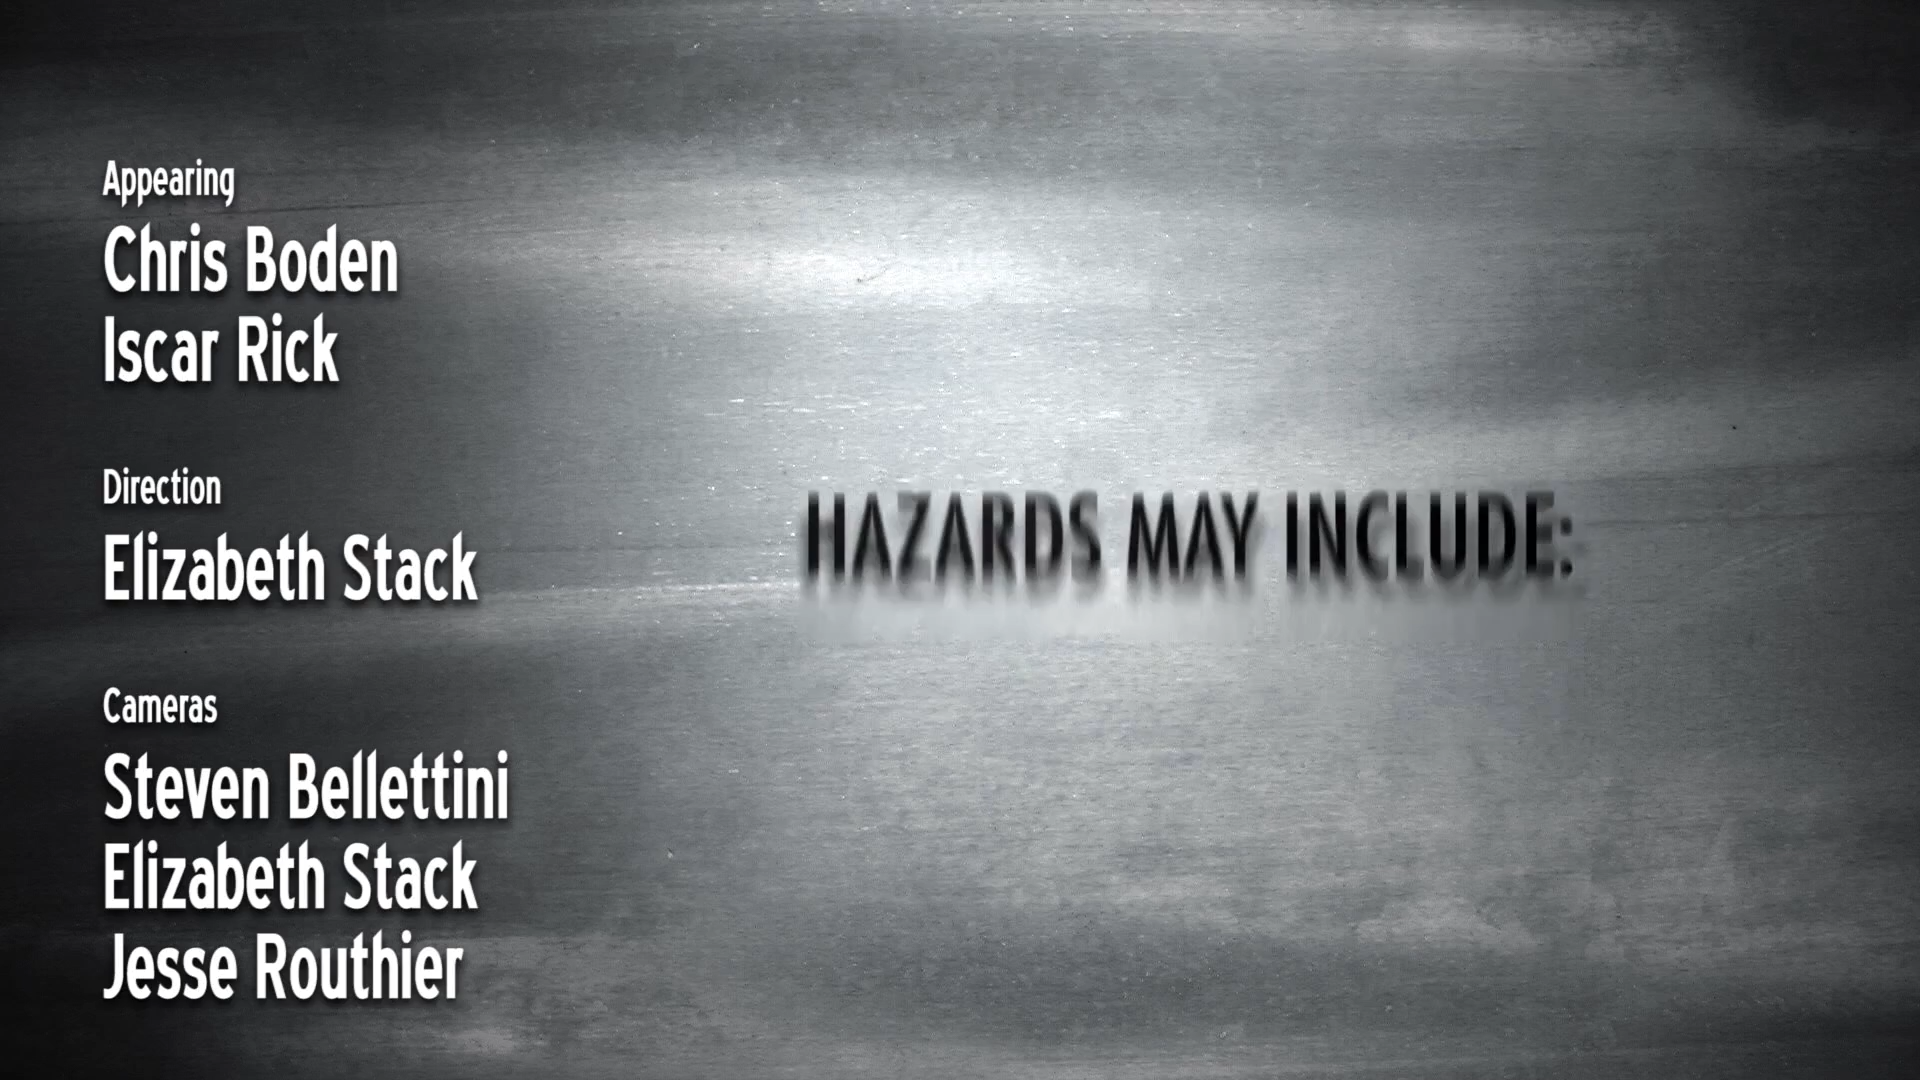 Appearing
Chris Boden
Iscar Rick
Direction
Elizabeth Stack
Cameras
Steven Bellettini
Elizabeth Stack
Jesse Routhier
HAZARDS MAY INCLUDE: